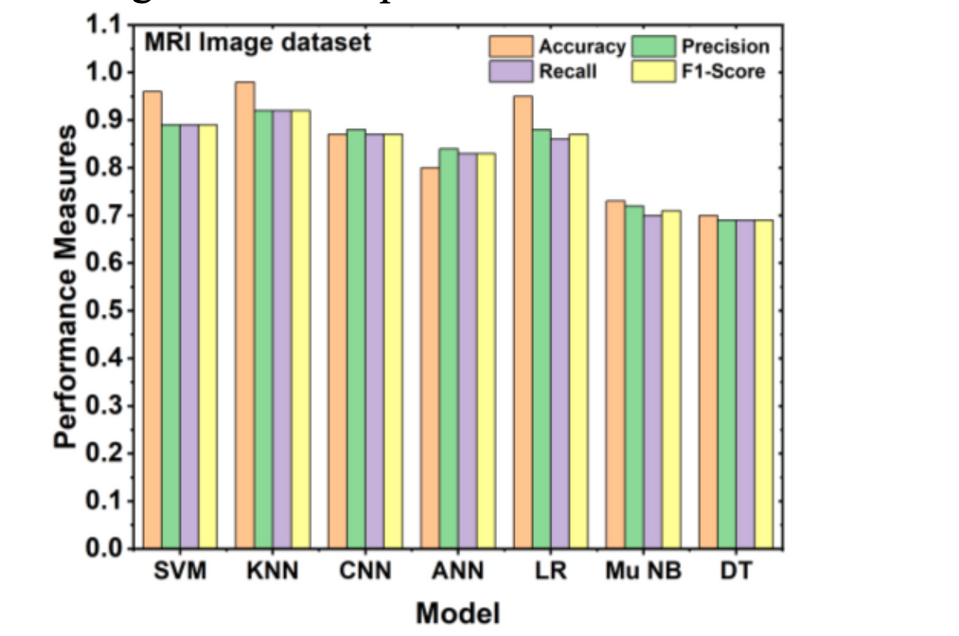 1.1
MRI Image dataset
Accuracy
Precision
Recall
F1-Score
1.0
0.9
0.8
0.7
0.6
0.5
0.4
0.3
0.2
0.1
0.0
Performance Measures
SVM KNN CNN ANN LR Mu NB DT
Model